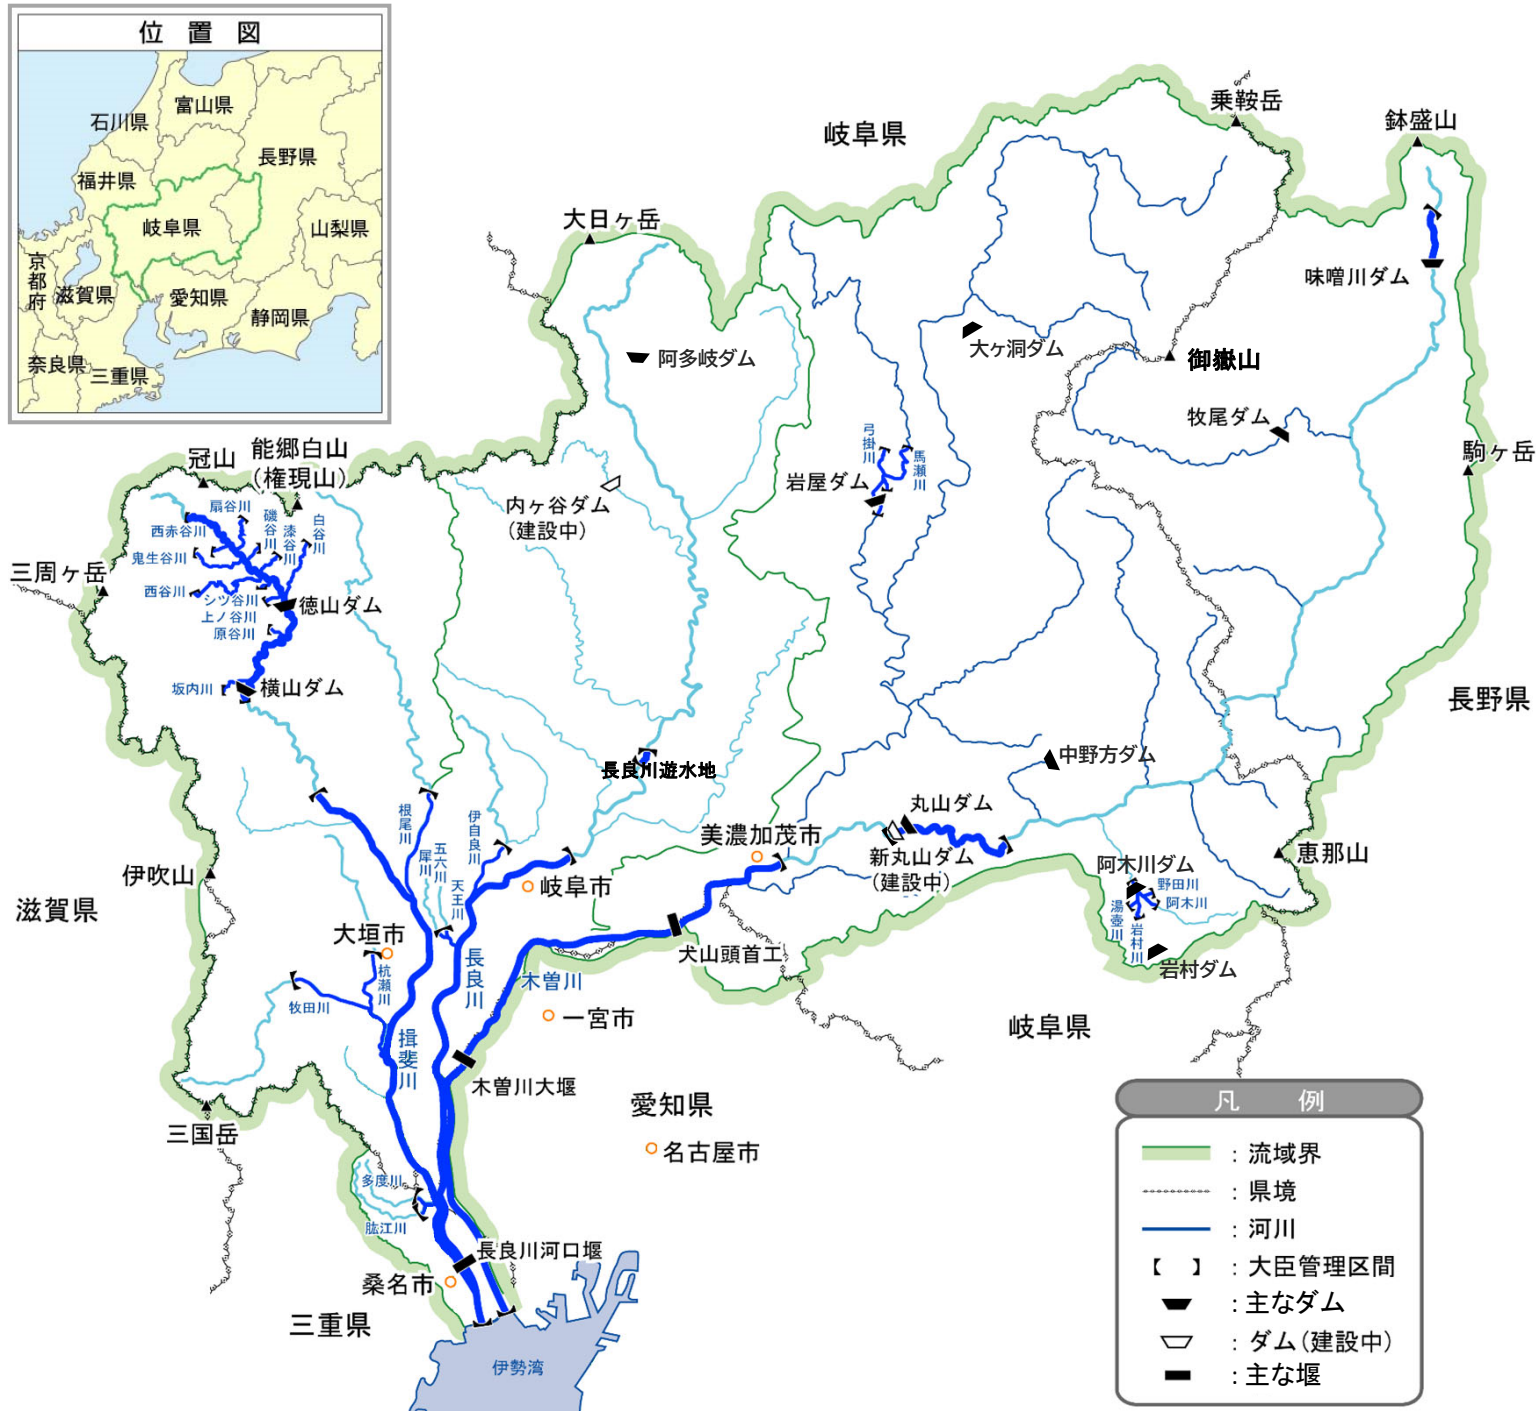 位置図
富山県
石川県
長野県
福井県
岐阜県
山梨県
京都府
滋賀県
愛知県
静岡県
奈良県
三重県
岐阜県
乗鞍岳
鉢盛山
大日ヶ岳
味噌川ダム
阿多岐ダム
大ヶ洞ダム
御嶽山
牧尾ダム
駒ヶ岳
弓掛川
馬瀬川
岩屋ダム
内ヶ谷ダム
（建設中）
冠山
能郷白山
（権現山）
扇谷川
磯谷川
漆谷川
白谷川
西赤谷川
鬼生谷川
三周ヶ岳
西谷川
シツ谷川
徳山ダム
上ノ谷川
原谷川
坂内川
横山ダム
長野県
長良川遊水地
中野方ダム
根尾川
伊自良川
五六川
犀川
天王川
岐阜市
美濃加茂市
丸山ダム
新丸山ダム
（建設中）
恵那山
阿木川ダム
野田川
阿木川
湯壺川
岩村川
岩村ダム
伊吹山
滋賀県
大垣市
杭瀬川
牧田川
揖斐川
長良川
木曽川
犬山頭首工
一宮市
岐阜県
木曽川大堰
愛知県
名古屋市
三国岳
多度川
肱江川
長良川河口堰
桑名市
三重県
伊勢湾
凡例
：流域界
：県境
：河川
【 】：大臣管理区間
：主なダム
：ダム（建設中）
：主な堰